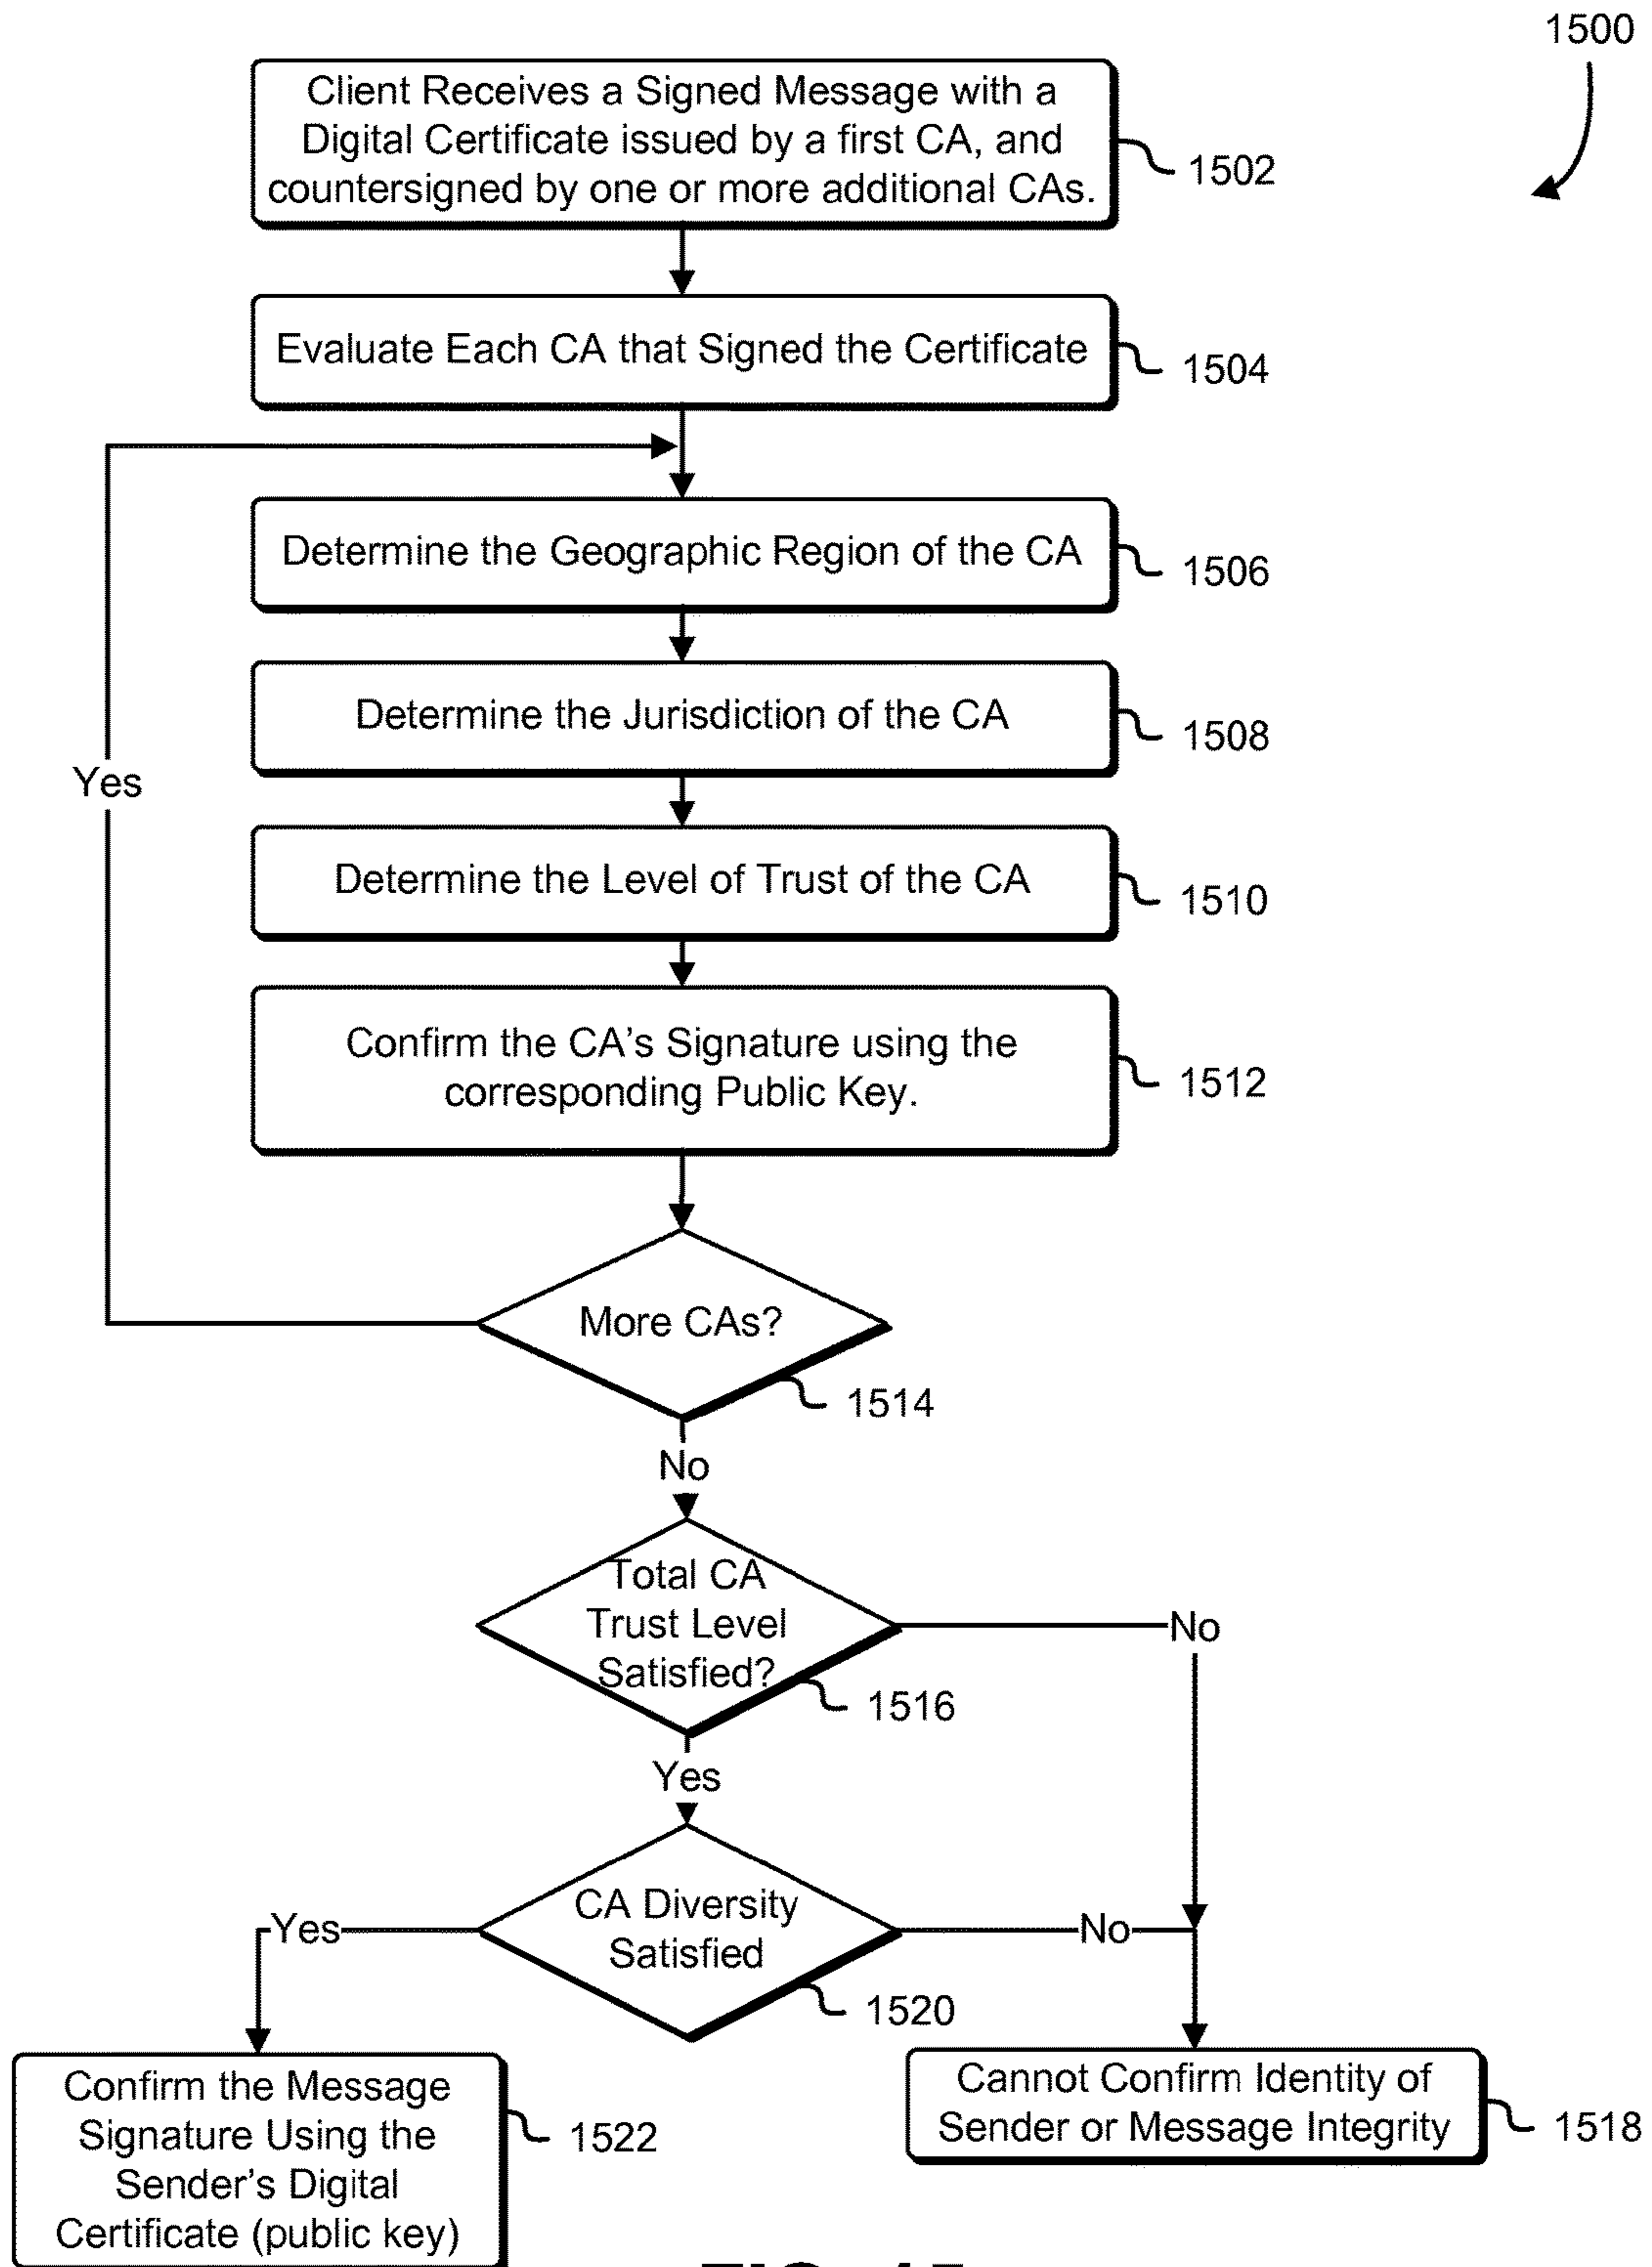 1500
Client Receives a Signed Message with a
Digital Certificate issued by a first CA, and
countersigned by one or more additional CAs.
1502
Evaluate Each CA that Signed the Certificate
1504
Determine the Geographic Region of the CA
1506
Determine the Jurisdiction of the CA
1508
Yes
Determine the Level of Trust of the CA
1510
Confirm the CA's Signature using the
corresponding Public Key.
1512
More CAs?
1514
No
Total CA
Trust Level
Satisfied?
No
1516
Yes
CA Diversity
Satisfied
Yes
No
1520
Confirm the Message
Signature Using the
Sender's Digital
Certificate (public key)
1522
Cannot Confirm Identity of
Sender or Message Integrity
1518